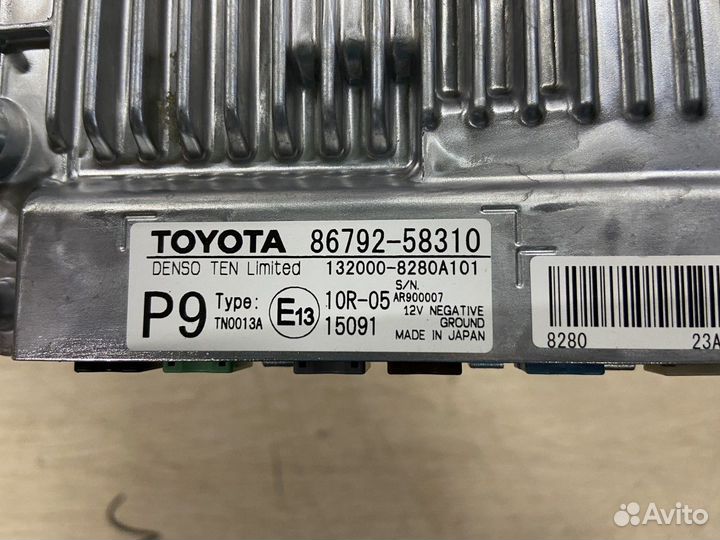 TOYOTA 86792-58310
DENSO TEN Limited 132000-8280A101
P9 Type: TN0013A E13 10R-05 15091
S/N. AR900007
12V NEGATIVE GROUND
MADE IN JAPAN
8280 23A
Avito